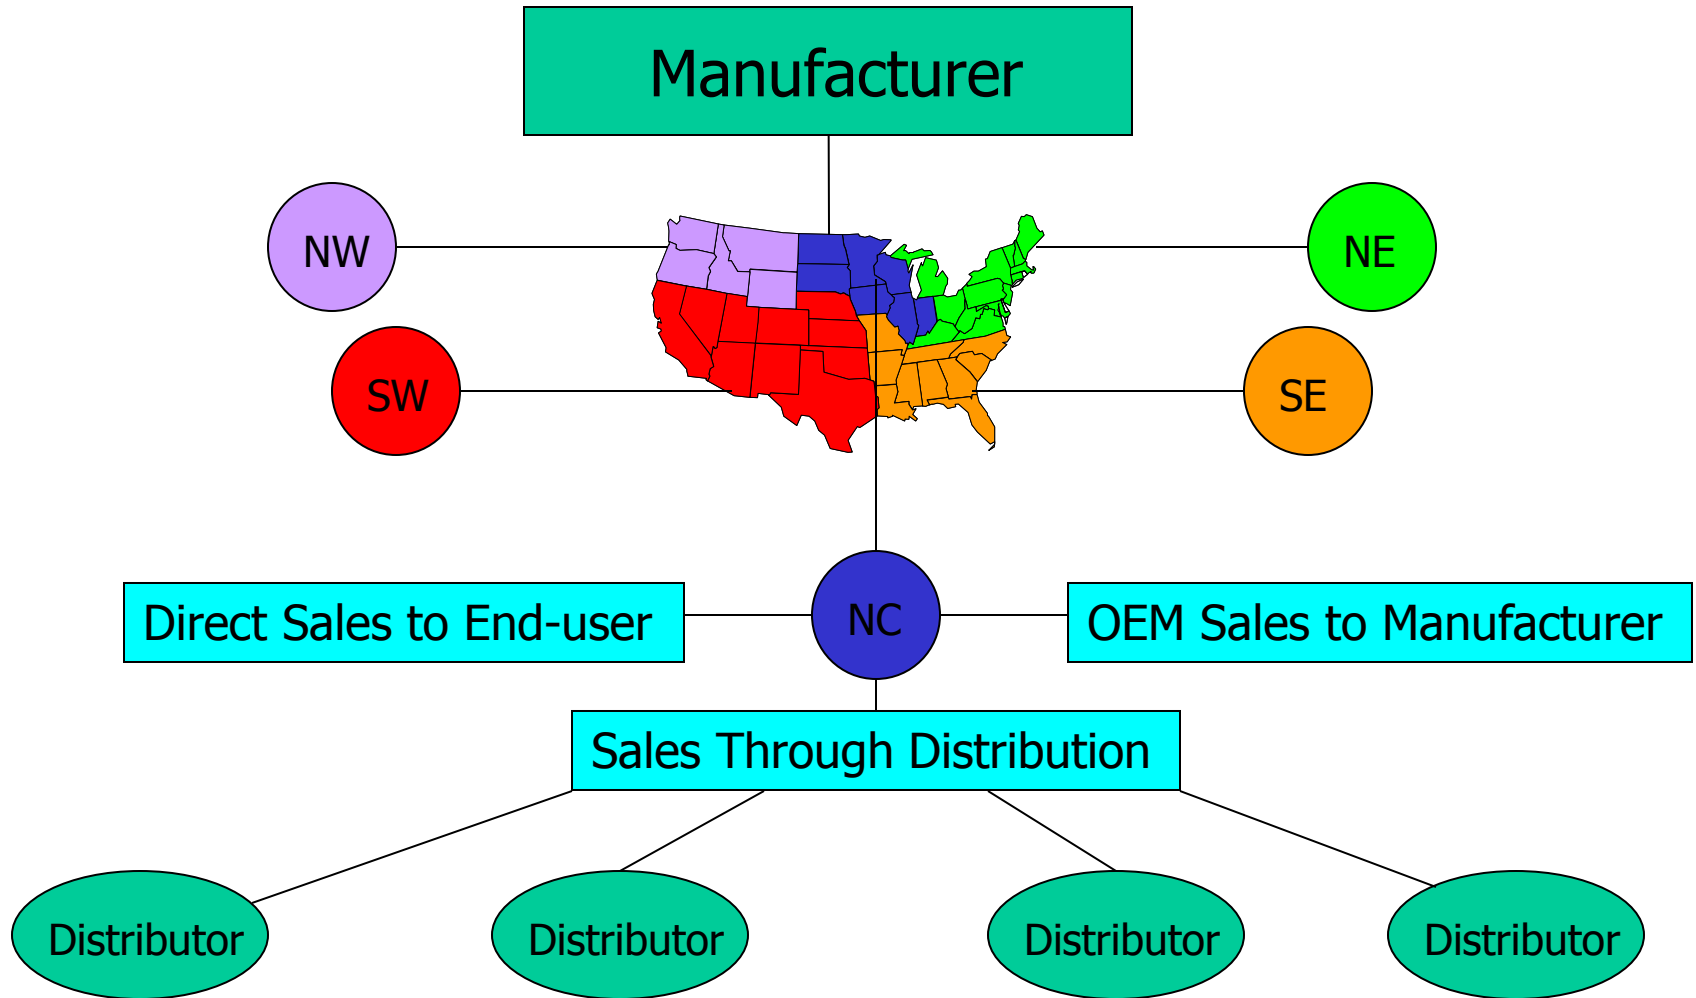 Manufacturer
NW
NE
SW
SE
NC
Direct Sales to End-user
OEM Sales to Manufacturer
Sales Through Distribution
Distributor
Distributor
Distributor
Distributor